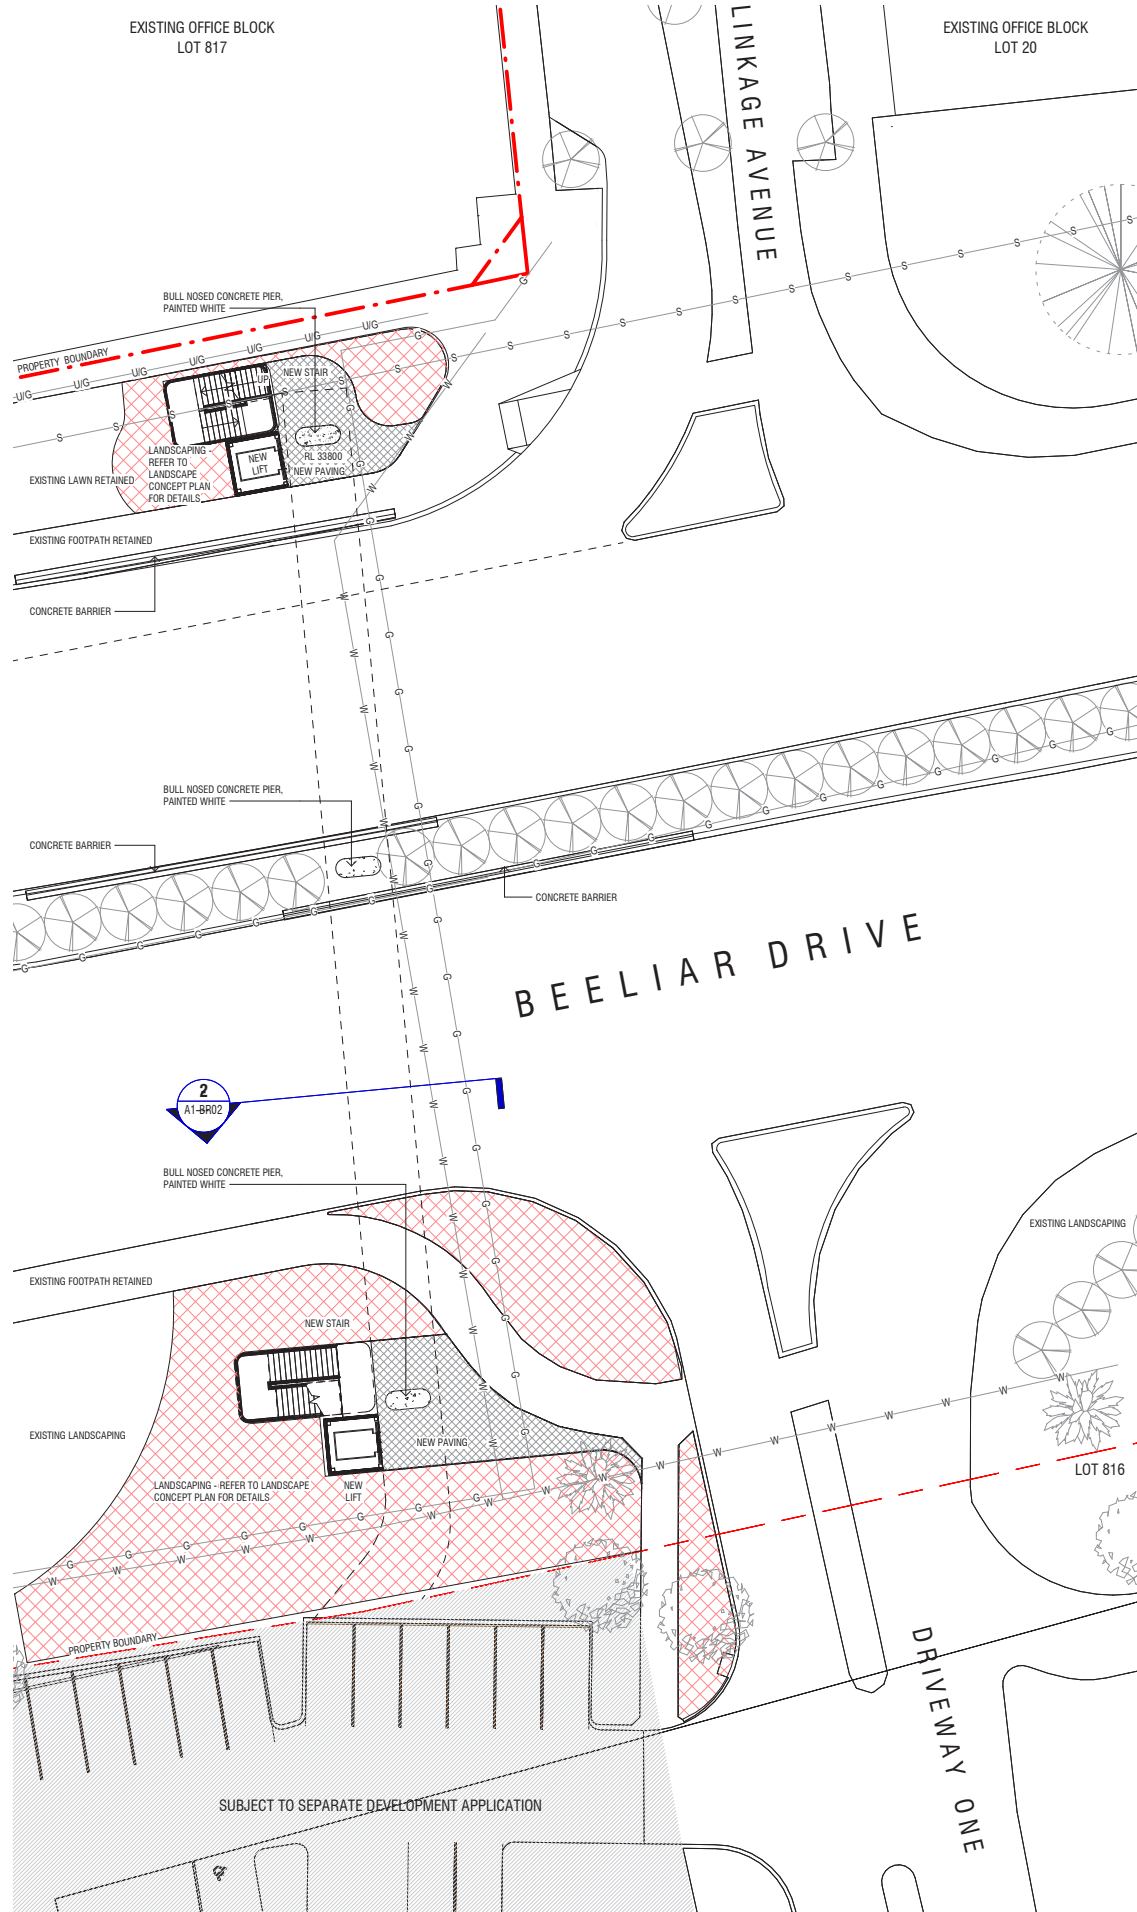 EXISTING OFFICE BLOCK
LOT 817
EXISTING OFFICE BLOCK
LOT 20
LINKAGE AVENUE
BULL NOSED CONCRETE PIER,
PAINTED WHITE
PROPERTY BOUNDARY
U/G U/G U/G U/G U/G U/G U/G
UP
NEW STAIR
LANDSCAPING -
REFER TO
LANDSCAPE
CONCEPT PLAN
FOR DETAILS
NEW
LIFT
RL 33800
NEW PAVING
EXISTING LAWN RETAINED
EXISTING FOOTPATH RETAINED
CONCRETE BARRIER
BULL NOSED CONCRETE PIER,
PAINTED WHITE
CONCRETE BARRIER
CONCRETE BARRIER
BEELIAR DRIVE
2
A1-BR02
BULL NOSED CONCRETE PIER,
PAINTED WHITE
EXISTING LANDSCAPING
EXISTING FOOTPATH RETAINED
NEW STAIR
EXISTING LANDSCAPING
NEW PAVING
LANDSCAPING - REFER TO LANDSCAPE
CONCEPT PLAN FOR DETAILS
NEW
LIFT
LOT 816
PROPERTY BOUNDARY
DRIVEWAY ONE
SUBJECT TO SEPARATE DEVELOPMENT APPLICATION